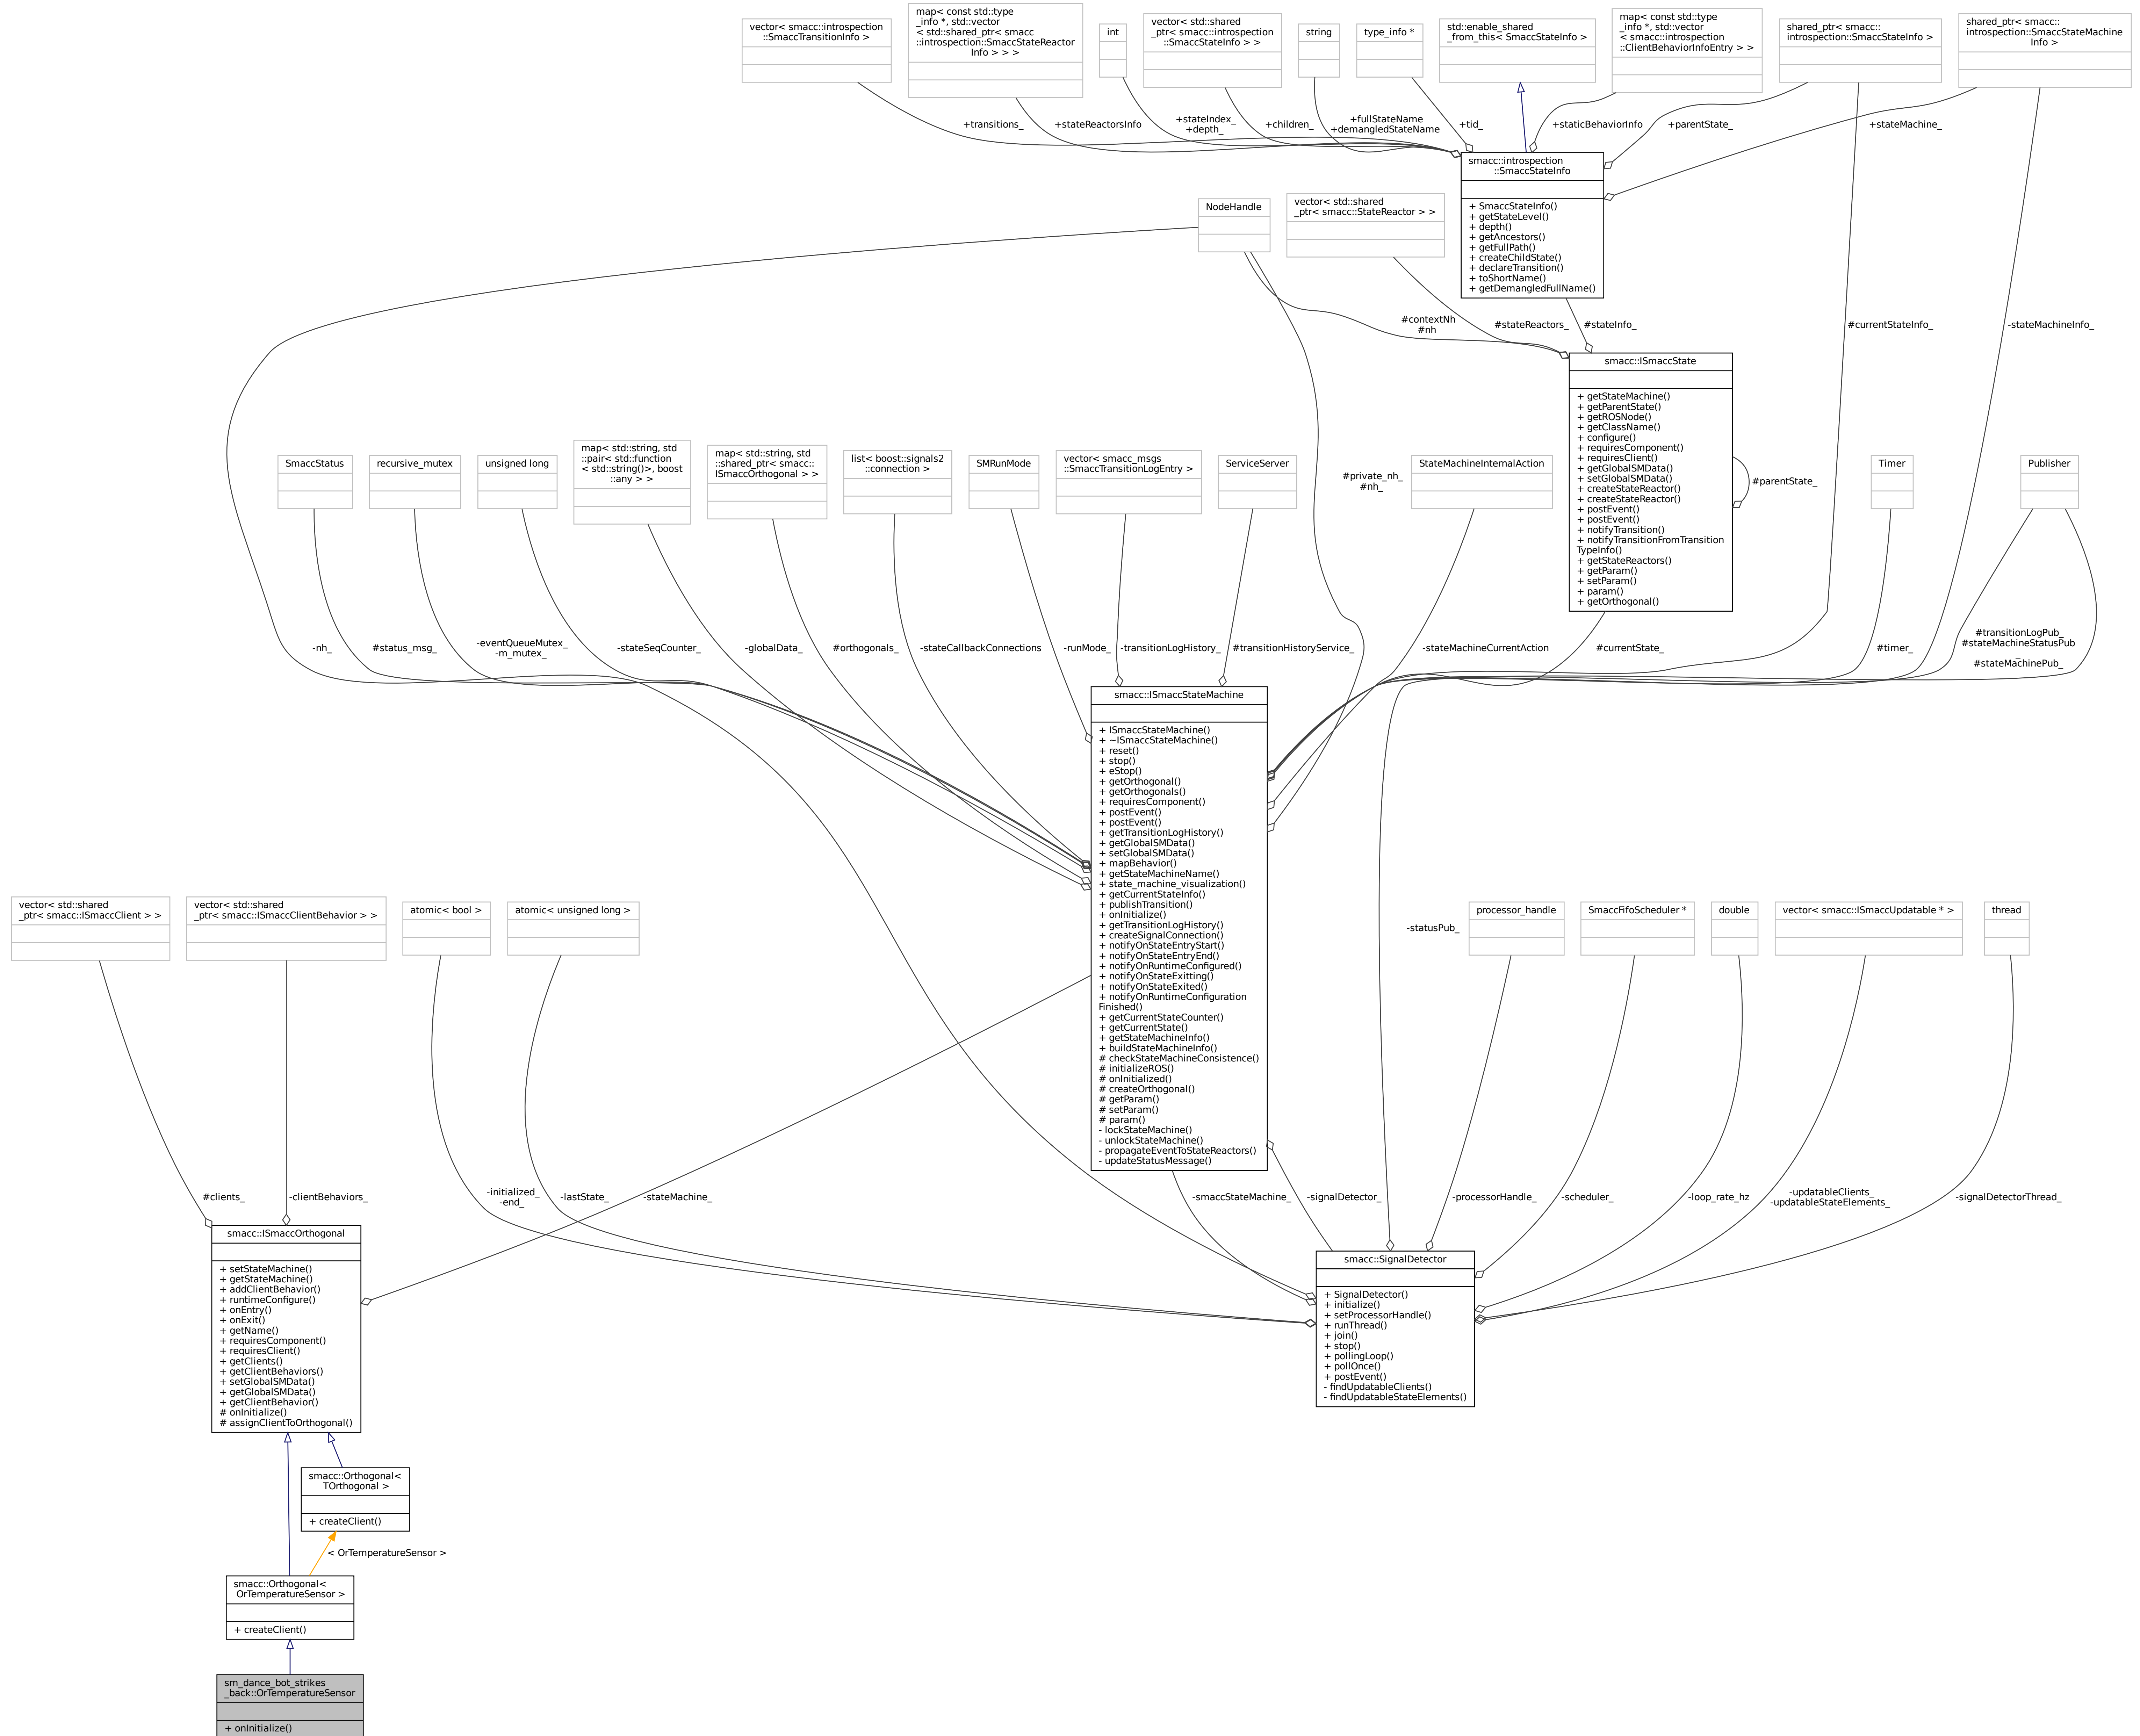 vector< smacc::introspection
::SmaccTransitionInfo >
map< const std::type
_info *, std::vector
< std::shared_ptr< smacc
::introspection::SmaccStateReactor
Info > > >
int
vector< std::shared
_ptr< smacc::introspection
::SmaccStateInfo > >
string
type_info *
std::enable_shared
_from_this< SmaccStateInfo >
map< const std::type
_info *, std::vector
< smacc::introspection
::ClientBehaviorInfoEntry > >
shared_ptr< smacc::
introspection::SmaccStateInfo >
shared_ptr< smacc::
introspection::SmaccStateMachine
Info >
+transitions_
+stateReactorsInfo
+stateIndex_
+depth_
+children_
+fullStateName
+demangledStateName
+tid_
+staticBehaviorInfo
+parentState_
+stateMachine_
smacc::introspection
::SmaccStateInfo
+ SmaccStateInfo()
+ getStateLevel()
+ depth()
+ getAncestors()
+ getFullPath()
+ createChildState()
+ declareTransition()
+ toShortName()
+ getDemangledFullName()
NodeHandle
vector< std::shared
_ptr< smacc::StateReactor > >
#contextNh
#nh
#stateReactors_
#stateInfo_
#currentStateInfo_
-stateMachineInfo_
smacc::ISmaccState
+ getStateMachine()
+ getParentState()
+ getROSNode()
+ getClassName()
+ configure()
+ requiresComponent()
+ requiresClient()
+ getGlobalSMData()
+ setGlobalSMData()
+ createStateReactor()
+ createStateReactor()
+ postEvent()
+ postEvent()
+ notifyTransition()
+ notifyTransitionFromTransition
TypeInfo()
+ getStateReactors()
+ getParam()
+ setParam()
+ param()
+ getOrthogonal()
#parentState_
SmaccStatus
recursive_mutex
unsigned long
map< std::string, std
::pair< std::function
< std::string()>, boost
::any > >
map< std::string, std
::shared_ptr< smacc::
ISmaccOrthogonal > >
list< boost::signals2
::connection >
SMRunMode
vector< smacc_msgs
::SmaccTransitionLogEntry >
ServiceServer
#private_nh_
#nh_
StateMachineInternalAction
Timer
Publisher
-nh_
#status_msg_
-eventQueueMutex_
-m_mutex_
-stateSeqCounter_
-globalData_
#orthogonals_
-stateCallbackConnections
-runMode_
-transitionLogHistory_
#transitionHistoryService_
-stateMachineCurrentAction
#currentState_
#timer_
#transitionLogPub_
#stateMachineStatusPub
_
#stateMachinePub_
smacc::ISmaccStateMachine
+ ISmaccStateMachine()
+ ~ISmaccStateMachine()
+ reset()
+ stop()
+ eStop()
+ getOrthogonal()
+ getOrthogonals()
+ requiresComponent()
+ postEvent()
+ postEvent()
+ getTransitionLogHistory()
+ getGlobalSMData()
+ setGlobalSMData()
+ mapBehavior()
+ getStateMachineName()
+ state_machine_visualization()
+ getCurrentStateInfo()
+ publishTransition()
+ onInitialize()
+ getTransitionLogHistory()
+ createSignalConnection()
+ notifyOnStateEntryStart()
+ notifyOnStateEntryEnd()
+ notifyOnRuntimeConfigured()
+ notifyOnStateExitting()
+ notifyOnStateExited()
+ notifyOnRuntimeConfiguration
Finished()
+ getCurrentStateCounter()
+ getCurrentState()
+ getStateMachineInfo()
+ buildStateMachineInfo()
# checkStateMachineConsistence()
# initializeROS()
# onInitialized()
# createOrthogonal()
# getParam()
# setParam()
# param()
- lockStateMachine()
- unlockStateMachine()
- propagateEventToStateReactors()
- updateStatusMessage()
vector< std::shared
_ptr< smacc::ISmaccClient > >
vector< std::shared
_ptr< smacc::ISmaccClientBehavior > >
atomic< bool >
atomic< unsigned long >
-statusPub_
processor_handle
SmaccFifoScheduler *
double
vector< smacc::ISmaccUpdatable * >
thread
#clients_
-clientBehaviors_
-initialized_
-end_
-lastState_
-stateMachine_
-smaccStateMachine_
-signalDetector_
-processorHandle_
-scheduler_
-loop_rate_hz
-updatableClients_
-updatableStateElements_
-signalDetectorThread_
smacc::ISmaccOrthogonal
+ setStateMachine()
+ getStateMachine()
+ addClientBehavior()
+ runtimeConfigure()
+ onEntry()
+ onExit()
+ getName()
+ requiresComponent()
+ requiresClient()
+ getClients()
+ getClientBehaviors()
+ setGlobalSMData()
+ getGlobalSMData()
+ getClientBehavior()
# onInitialize()
# assignClientToOrthogonal()
smacc::SignalDetector
+ SignalDetector()
+ initialize()
+ setProcessorHandle()
+ runThread()
+ join()
+ stop()
+ pollingLoop()
+ pollOnce()
+ postEvent()
- findUpdatableClients()
- findUpdatableStateElements()
smacc::Orthogonal<
TOrthogonal >
+ createClient()
< OrTemperatureSensor >
smacc::Orthogonal<
OrTemperatureSensor >
+ createClient()
sm_dance_bot_strikes
_back::OrTemperatureSensor
+ onInitialize()